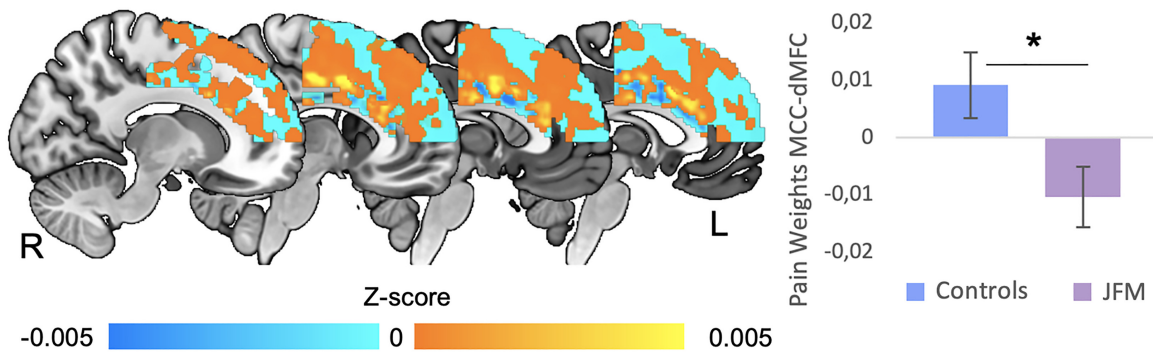 R
L
Z-score
-0.005
0
0.005
Pain Weights MCC-dMFC
0,02
0,01
0
-0,01
-0,02
*
Controls
JFM